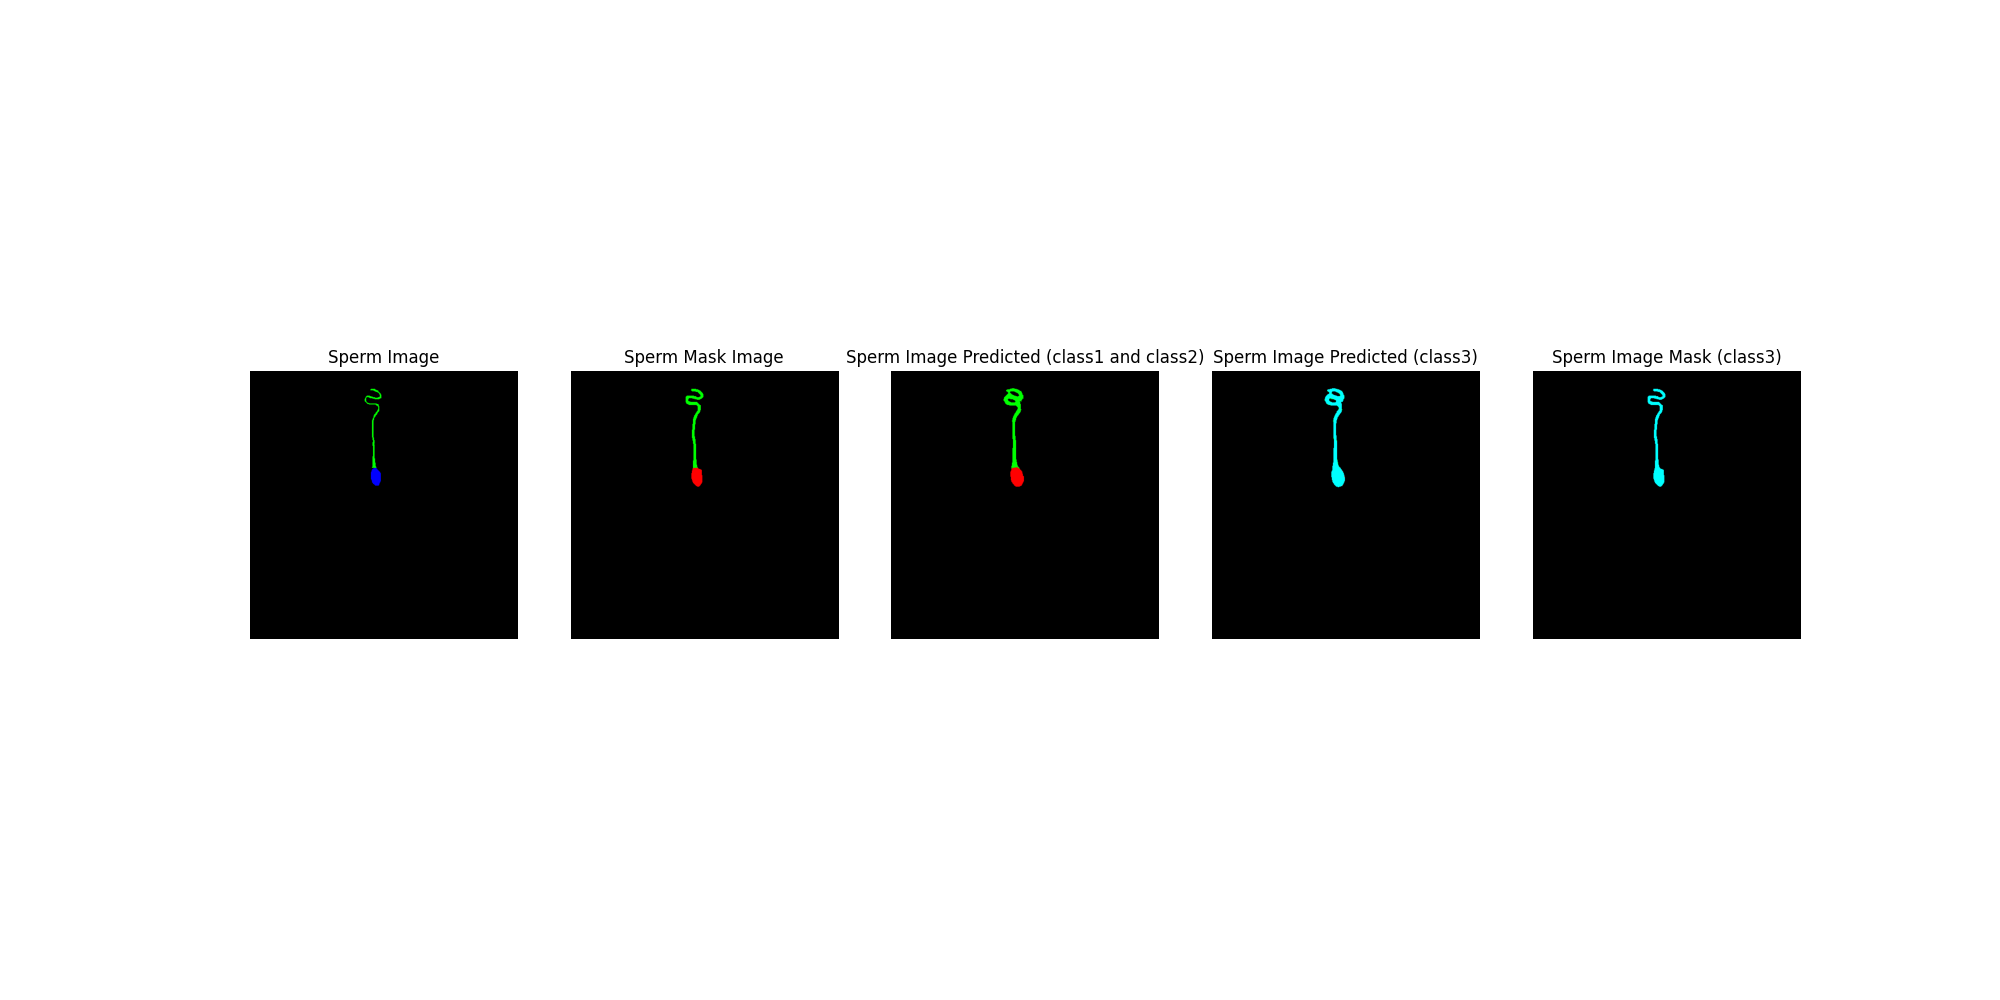 Sperm Image
Sperm Mask Image
Sperm Image Predicted (class1 and class2)
Sperm Image Predicted (class3)
Sperm Image Mask (class3)